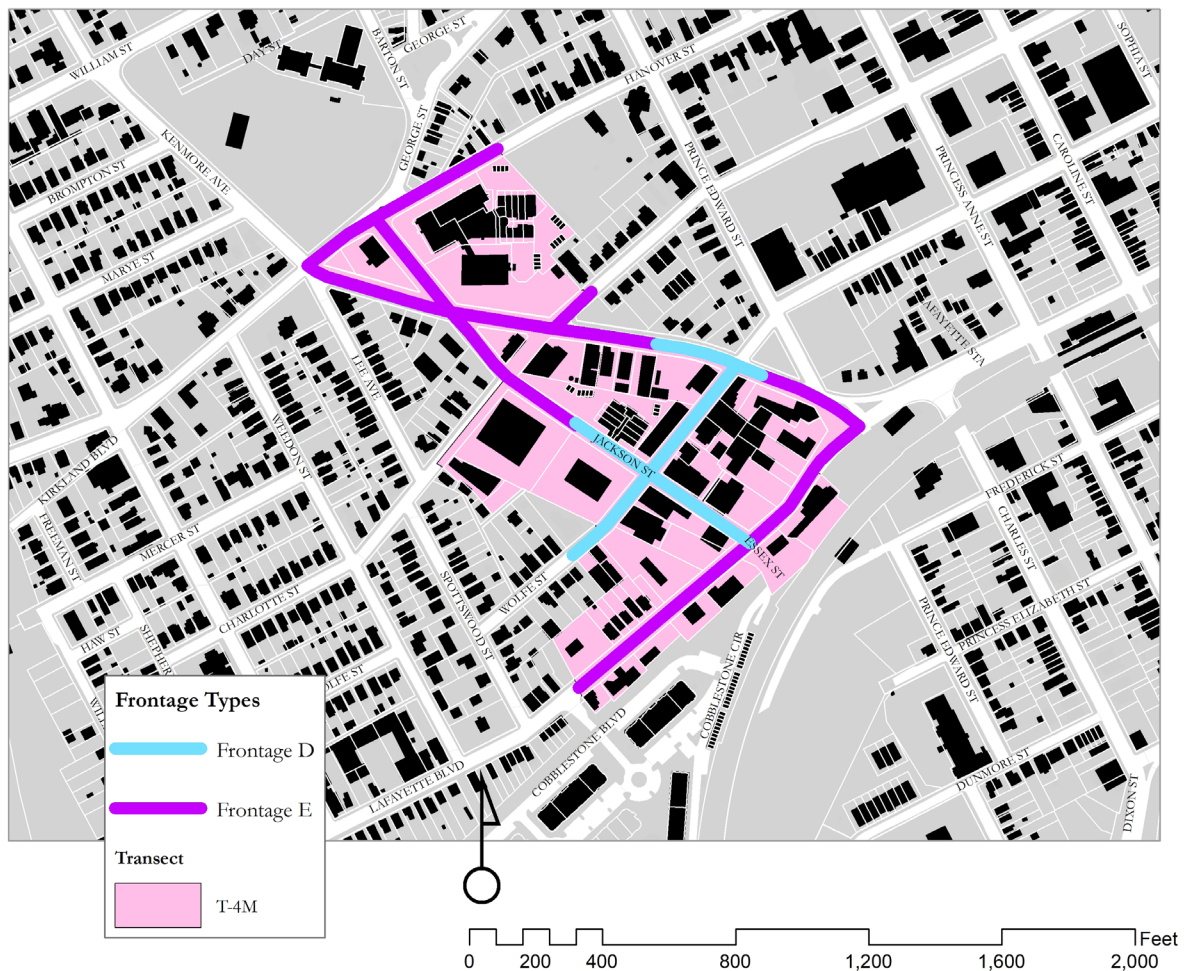 WILLIAM ST
DAY ST
BARTON ST
GEORGE ST
HANOVER ST
SOPHIA ST
KENMORE AVE
GEORGE ST
BROMPTON ST
PRINCE EDWARD ST
PRINCESS ANNE ST
CAROLINE ST
MARYE ST
LAFAYETTE STA
LEE AVE
JACKSON ST
WEEDON ST
KIRKLAND BLVD
FREEMAN ST
MERCER ST
FREDERICK ST
CHARLES ST
ESSEX ST
CHARLOTTE ST
SPOTTSWOOD ST
WOLFE ST
HAW ST
SHEPHER
PRINCE EDWARD ST
PRINCESS ELIZABETH ST
OLFE ST
WIL
COBBLESTONE CIR
COBBLESTONE BLVD
LAFAYETTE BLVD
DUNMORE ST
DIXON ST
Frontage Types
Frontage D
Frontage E
Transect
T-4M
Feet
0 200 400 800 1,200 1,600 2,000